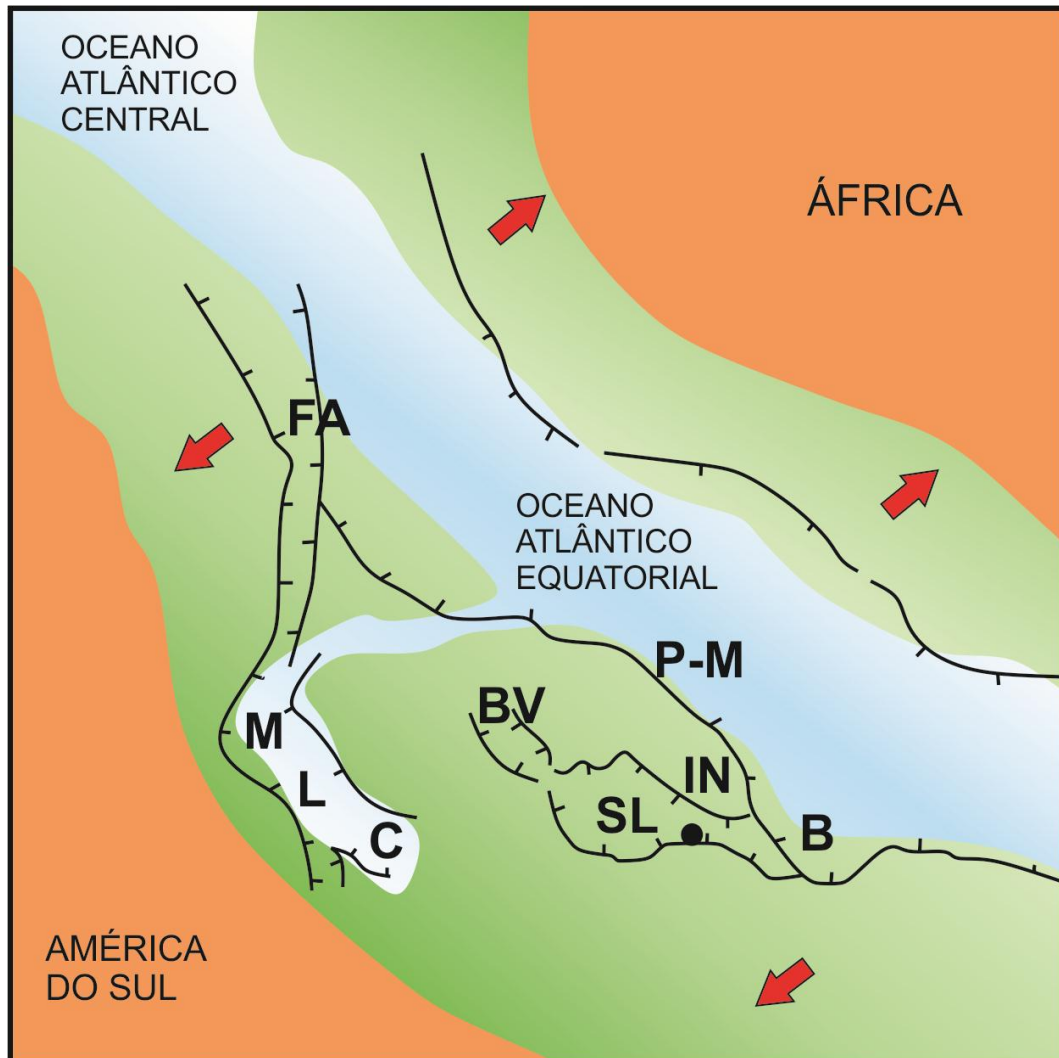 OCEANO
ATLÂNTICO
CENTRAL
ÁFRICA
FA
OCEANO
ATLÂNTICO
EQUATORIAL
P-M
BV
M
IN
L
SL
B
C
AMÉRICA
DO SUL